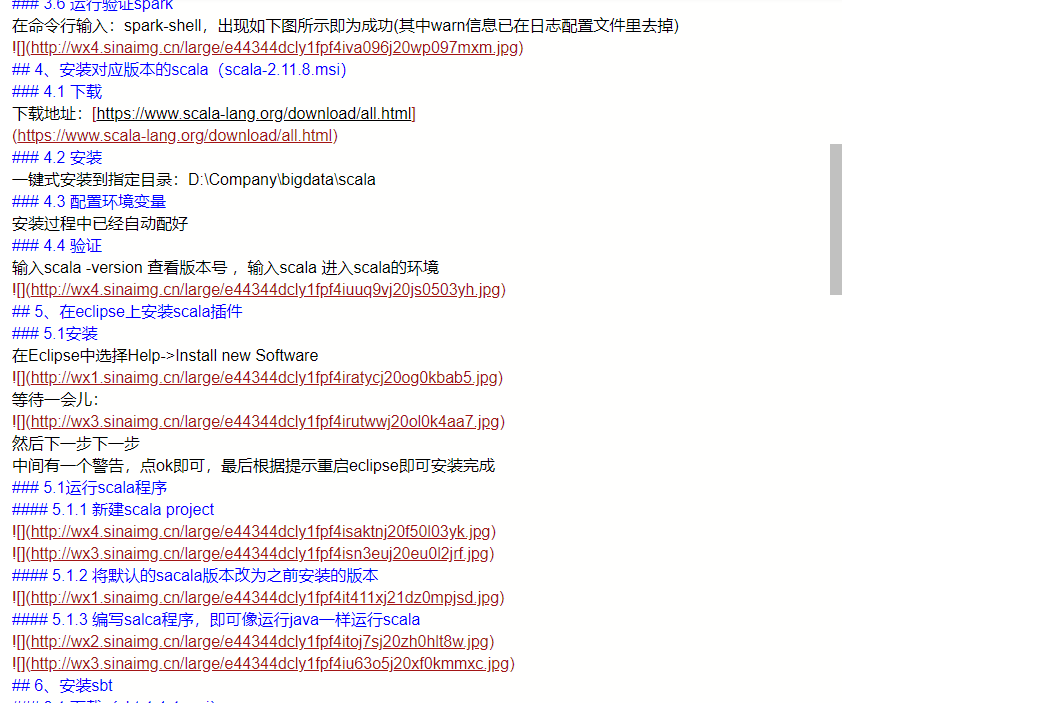 ### 3.6 运行验证spark
在命令行输入：spark-shell，出现如下图所示即为成功(其中warn信息已在日志配置文件里去掉)
![](http://wx4.sinaimg.cn/large/e44344dcly1fpf4iva096j20wp097mxm.jpg)
## 4、安装对应版本的scala（scala-2.11.8.msi）
### 4.1 下载
下载地址：[https://www.scala-lang.org/download/all.html]
(https://www.scala-lang.org/download/all.html)
### 4.2 安装
一键式安装到指定目录：D:\Company\bigdata\scala
### 4.3 配置环境变量
安装过程中已经自动配好
### 4.4 验证
输入scala -version 查看版本号 ，输入scala 进入scala的环境
![](http://wx4.sinaimg.cn/large/e44344dcly1fpf4iuuq9vj20js0503yh.jpg)
## 5、在eclipse上安装scala插件
### 5.1安装
在Eclipse中选择Help->Install new Software
![](http://wx1.sinaimg.cn/large/e44344dcly1fpf4iratycj20og0kbab5.jpg)
等待一会儿：
![](http://wx3.sinaimg.cn/large/e44344dcly1fpf4irutwwj20ol0k4aa7.jpg)
然后下一步下一步
中间有一个警告，点ok即可，最后根据提示重启eclipse即可安装完成
### 5.1运行scala程序
#### 5.1.1 新建scala project
![](http://wx4.sinaimg.cn/large/e44344dcly1fpf4isaktnj20f50l03yk.jpg)
![](http://wx3.sinaimg.cn/large/e44344dcly1fpf4isn3euj20eu0l2jrf.jpg)
#### 5.1.2 将默认的sacala版本改为之前安装的版本
![](http://wx1.sinaimg.cn/large/e44344dcly1fpf4it411xj21dz0mpjsd.jpg)
#### 5.1.3 编写salca程序，即可像运行java一样运行scala
![](http://wx2.sinaimg.cn/large/e44344dcly1fpf4itoj7sj20zh0hlt8w.jpg)
![](http://wx3.sinaimg.cn/large/e44344dcly1fpf4iu63o5j20xf0kmmxc.jpg)
## 6、安装sbt